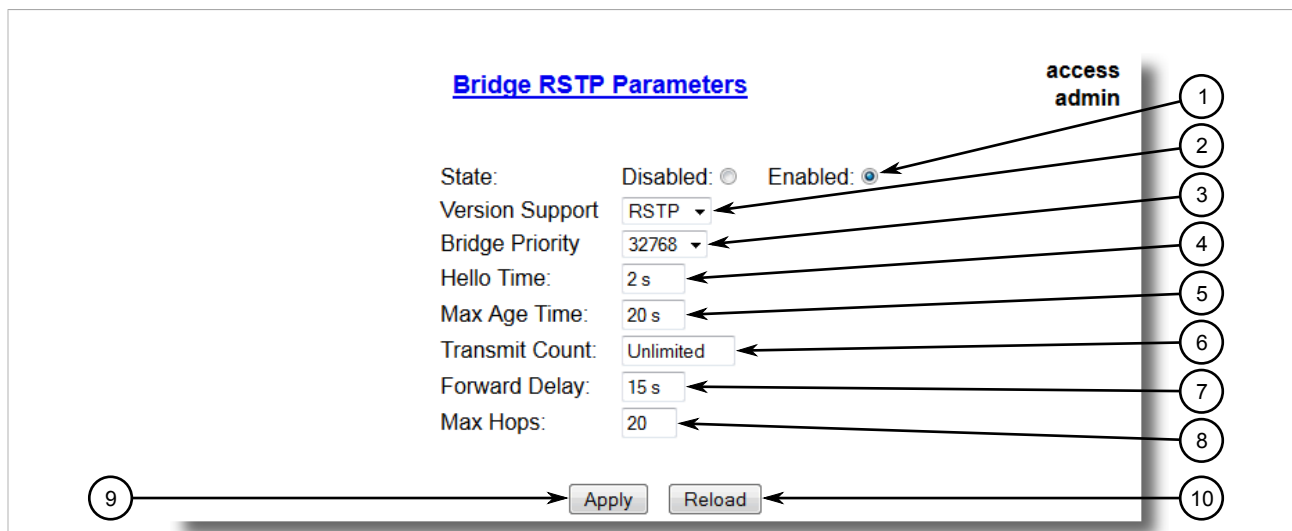 Bridge RSTP Parameters
access
admin
1
2
State: Disabled: Enabled:
Version Support RSTP
3
Bridge Priority 32768
4
Hello Time: 2 s
5
Max Age Time: 20 s
6
Transmit Count: Unlimited
Forward Delay: 15 s
7
Max Hops: 20
8
9 Apply Reload 10